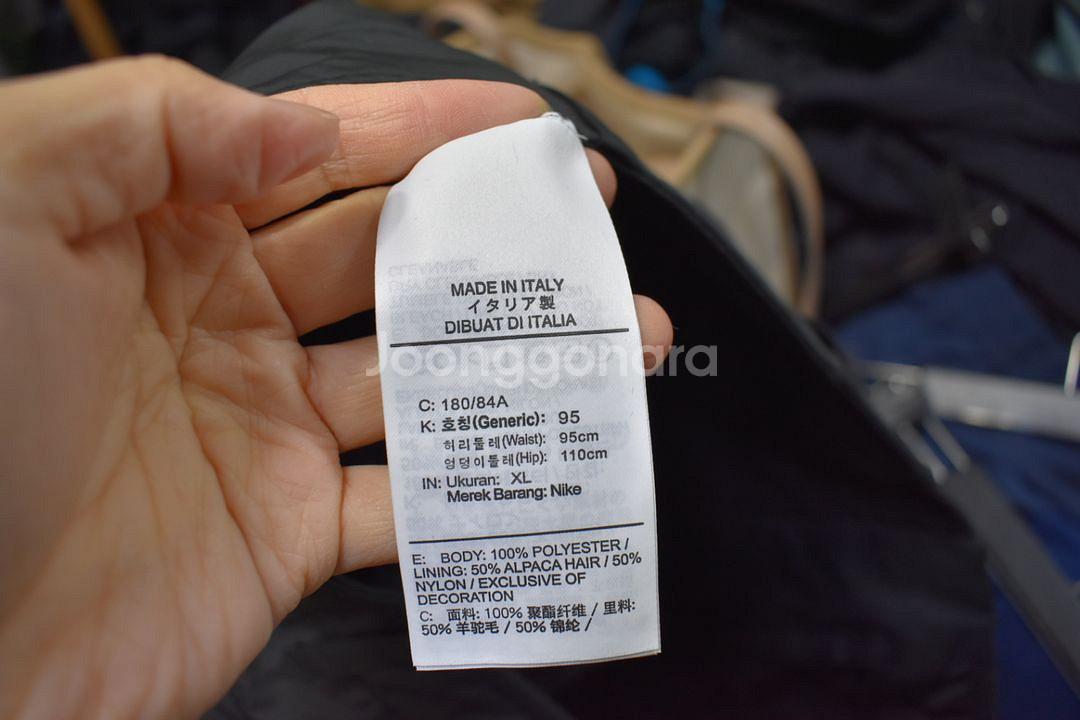 MADE IN ITALY
イタリア製
DIBUAT DI ITALIA
Joonggonara
C: 180/84A
K: 호칭(Generic): 95
허리둘레(Waist): 95cm
엉덩이둘레(Hip): 110cm
IN: Ukuran: XL
Merek Barang: Nike
E: BODY: 100% POLYESTER /
LINING: 50% ALPACA HAIR / 50%
NYLON / EXCLUSIVE OF
DECORATION
C: 面料: 100% 聚酯纤维 / 里料:
50% 羊驼毛 / 50% 锦纶 /